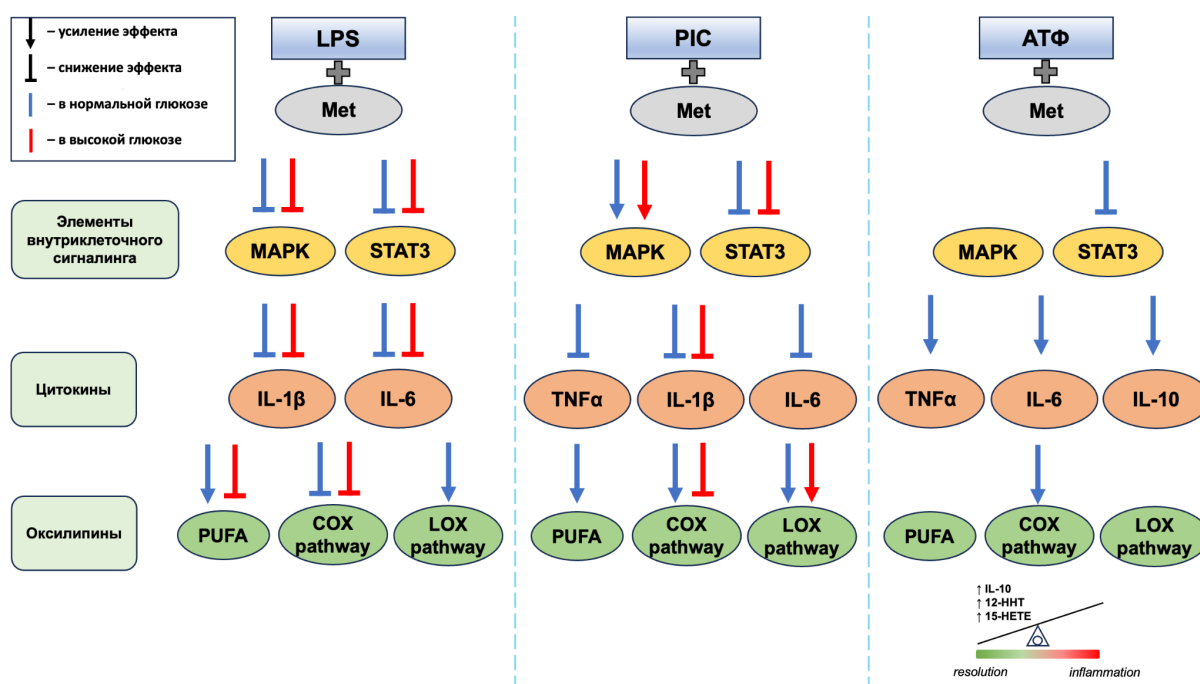 – усиление эффекта
– снижение эффекта
– в нормальной глюкозе
– в высокой глюкозе
LPS
Met
PIC
Met
АТФ
Met
Элементы
внутриклеточного
сигналинга
MAPK
STAT3
MAPK
STAT3
MAPK
STAT3
Цитокины
IL-1β
IL-6
TNFα
IL-1β
IL-6
TNFα
IL-6
IL-10
Оксилипины
PUFA
COX
pathway
LOX
pathway
PUFA
COX
pathway
LOX
pathway
PUFA
COX
pathway
LOX
pathway
↑ IL-10
↑ 12-HHT
↑ 15-HETE
resolution
inflammation